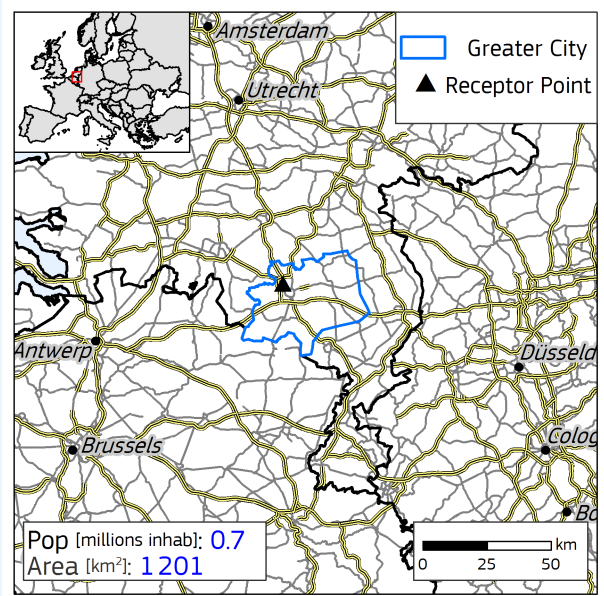 Amsterdam
Greater City
Receptor Point
Utrecht
Antwerp
Düsseld
Brussels
Colog
Bo
Pop [millions inhab]: 0.7
Area [km²]: 1 201
km
0 25 50